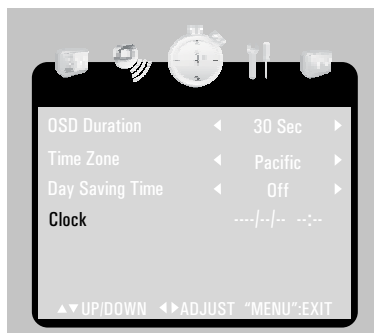 OSD Duration ◀ 30 Sec ▶
Time Zone ◀ Pacific ▶
Day Saving Time ◀ Off ▶
Clock ----/--/-- --:--
▲▼UP/DOWN ◀▶ADJUST "MENU":EXIT